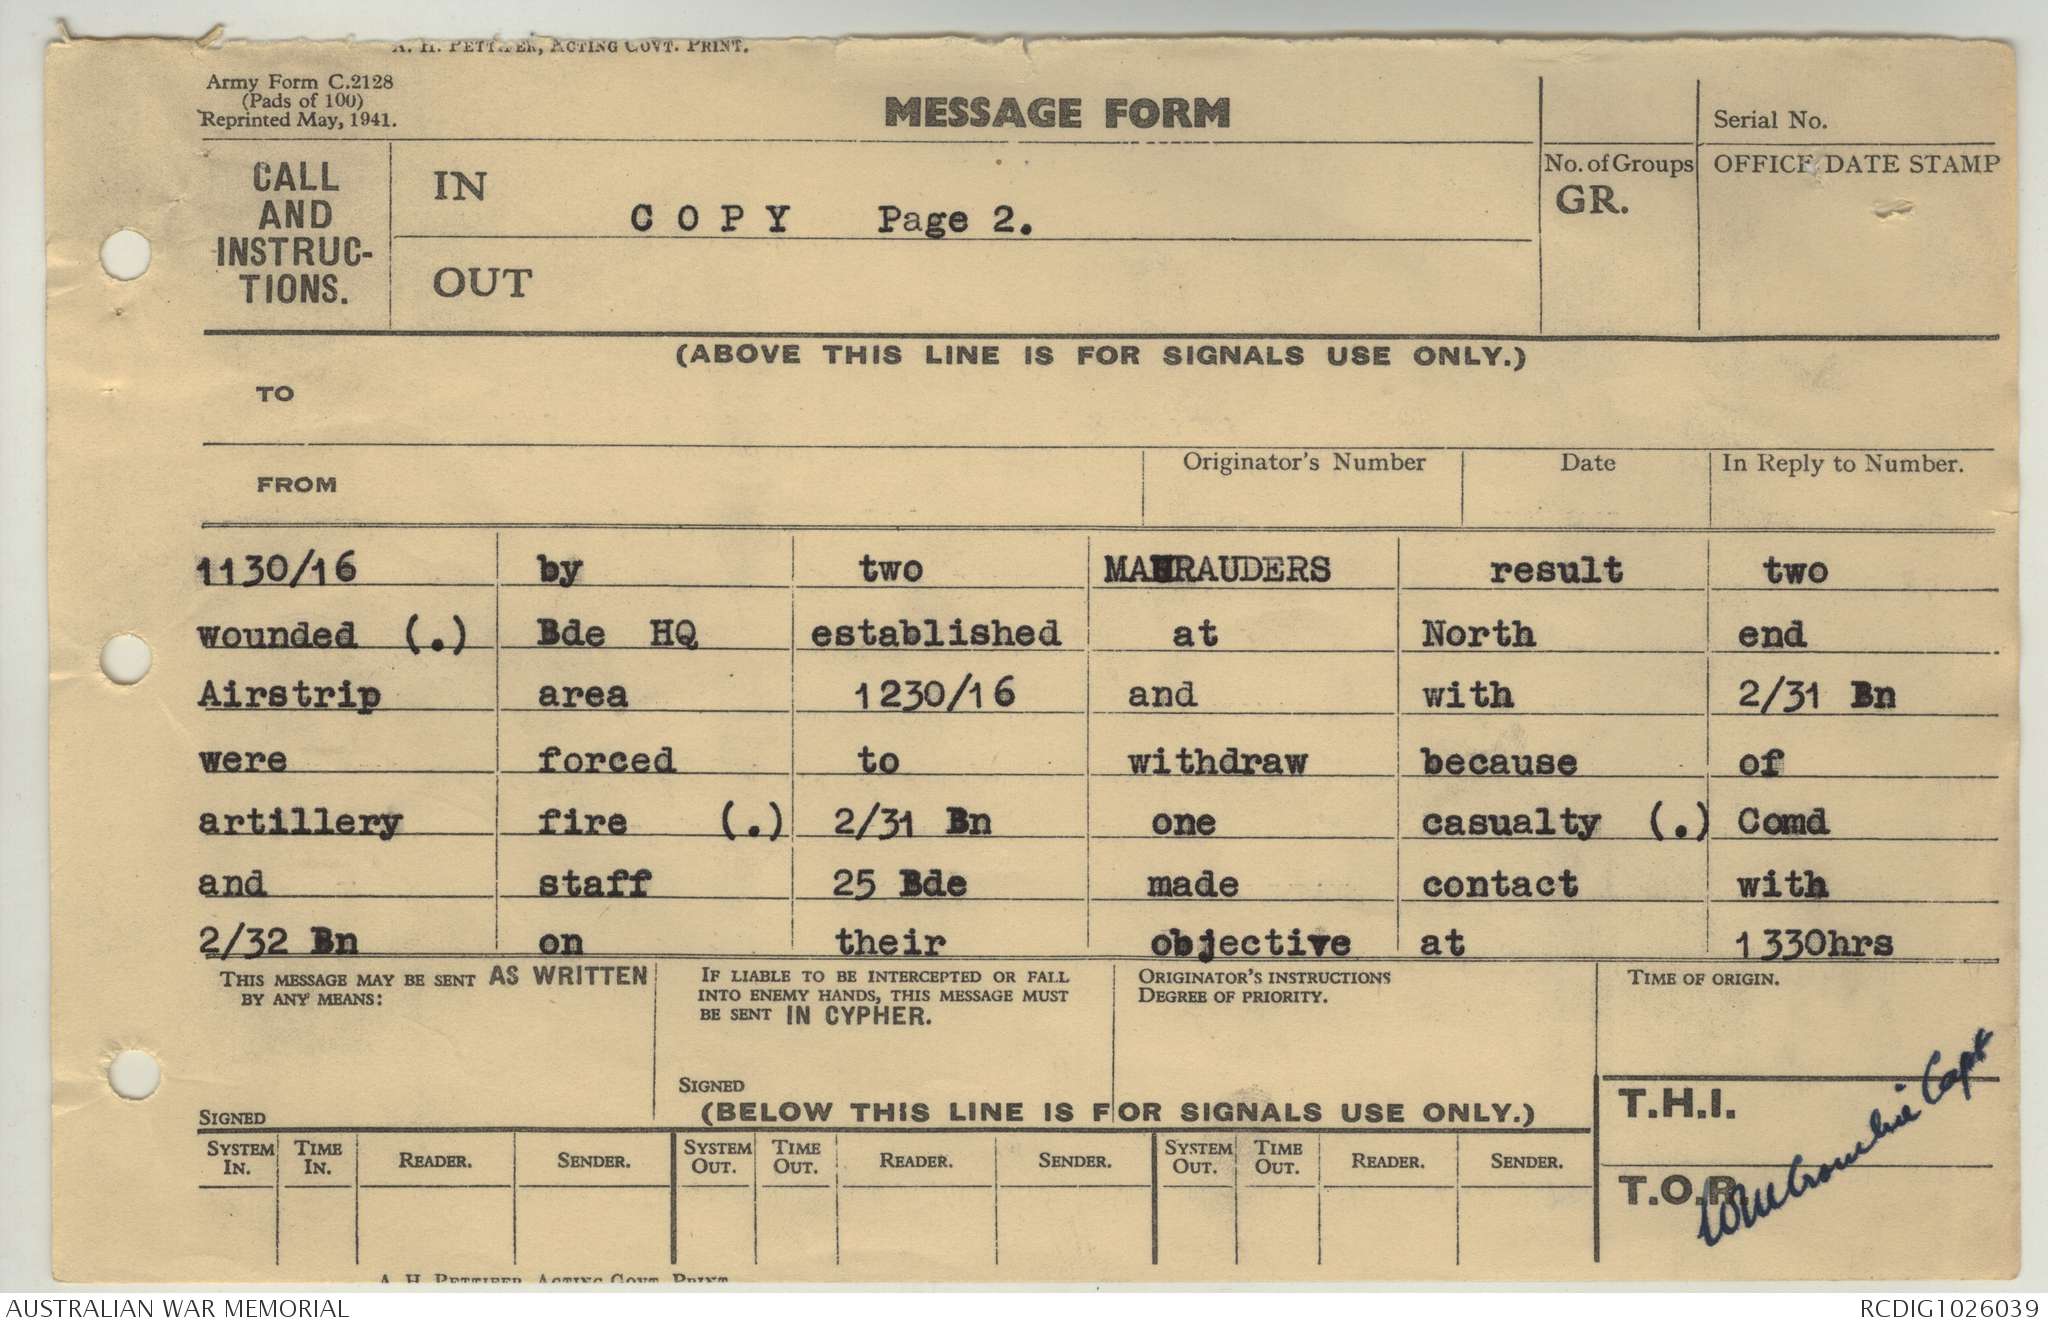 A. H. PETTIFER, ACTING GOVT. PRINT.
Army Form C.2128
(Pads of 100)
Reprinted May, 1941.
MESSAGE FORM
Serial No.
CALL AND INSTRUC-TIONS.
IN
COPY Page 2.
OUT
No. of Groups
GR.
OFFICE DATE STAMP
(ABOVE THIS LINE IS FOR SIGNALS USE ONLY.)
TO
FROM
Originator's Number
Date
In Reply to Number.
1130/16 by two MARAUDERS result two
wounded (.) Bde HQ established at North end
Airstrip area 1230/16 and with 2/31 Bn
were forced to withdraw because of
artillery fire (.) 2/31 Bn one casualty (.) Comd
and staff 25 Bde made contact with
2/32 Bn on their objective at 1330hrs
THIS MESSAGE MAY BE SENT AS WRITTEN
BY ANY MEANS:
SIGNED
IF LIABLE TO BE INTERCEPTED OR FALL
INTO ENEMY HANDS, THIS MESSAGE MUST
BE SENT IN CYPHER.
SIGNED
ORIGINATOR'S INSTRUCTIONS
DEGREE OF PRIORITY.
TIME OF ORIGIN.
(BELOW THIS LINE IS FOR SIGNALS USE ONLY.)
T.H.I.
T.O.R.
Capt
SYSTEM IN. TIME IN. READER. SENDER. SYSTEM OUT. TIME OUT. READER. SENDER. SYSTEM OUT. TIME OUT. READER. SENDER.
A. H. PETTIFER, ACTING GOVT. PRINT.
AUSTRALIAN WAR MEMORIAL
RCDIG1026039